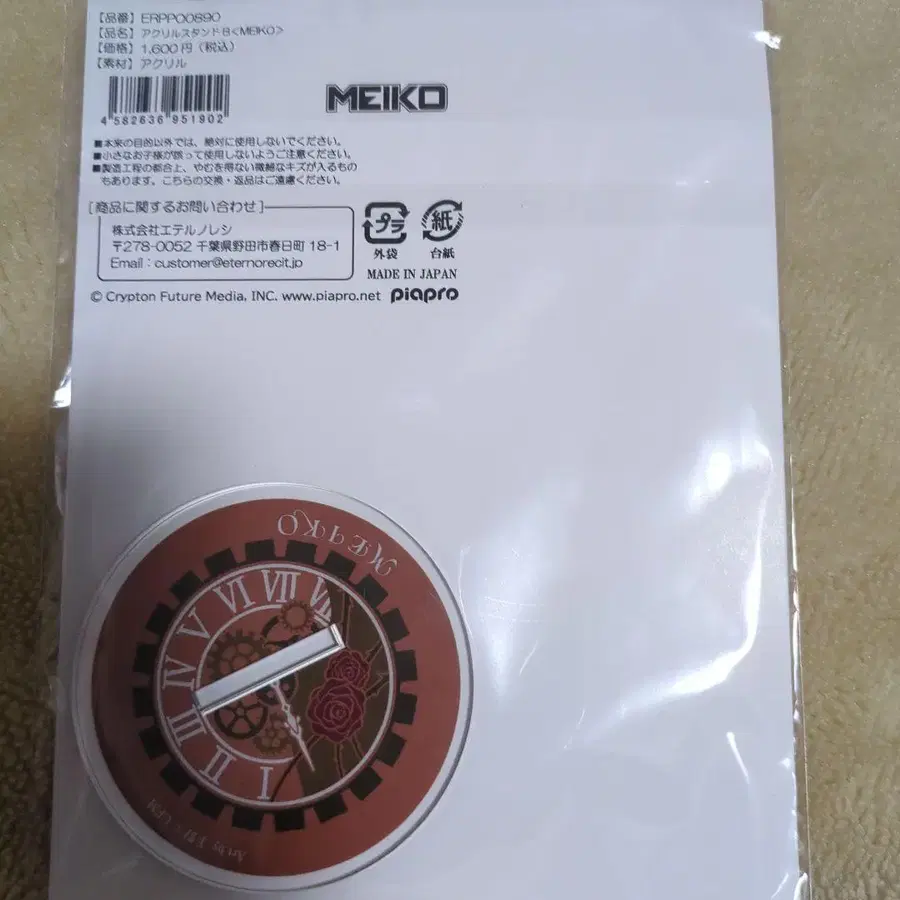 【品番】ERPPO0890
【品名】アクリルスタンドB<MEIKO>
【価格】1,600円（税込）
【素材】アクリル
4 582636 951902
MEIKO
■本来の目的以外では、絶対に使用しないでください。
■小さなお子様が誤って使用しないようご注意ください。
■製造工程の都合上、やむを得ない微細なキズが入るもの
もあります。こちらの交換・返品はご遠慮ください。
[商品に関するお問い合わせ]
株式会社エテルノレシ
〒278-0052 千葉県野田市春日町 18-1
Email：customer@eternorecit.jp
プラ
外袋
紙
台紙
MADE IN JAPAN
© Crypton Future Media, INC. www.piapro.net piapro
MEIKO
I II III IV V VI VII VIII
Art by